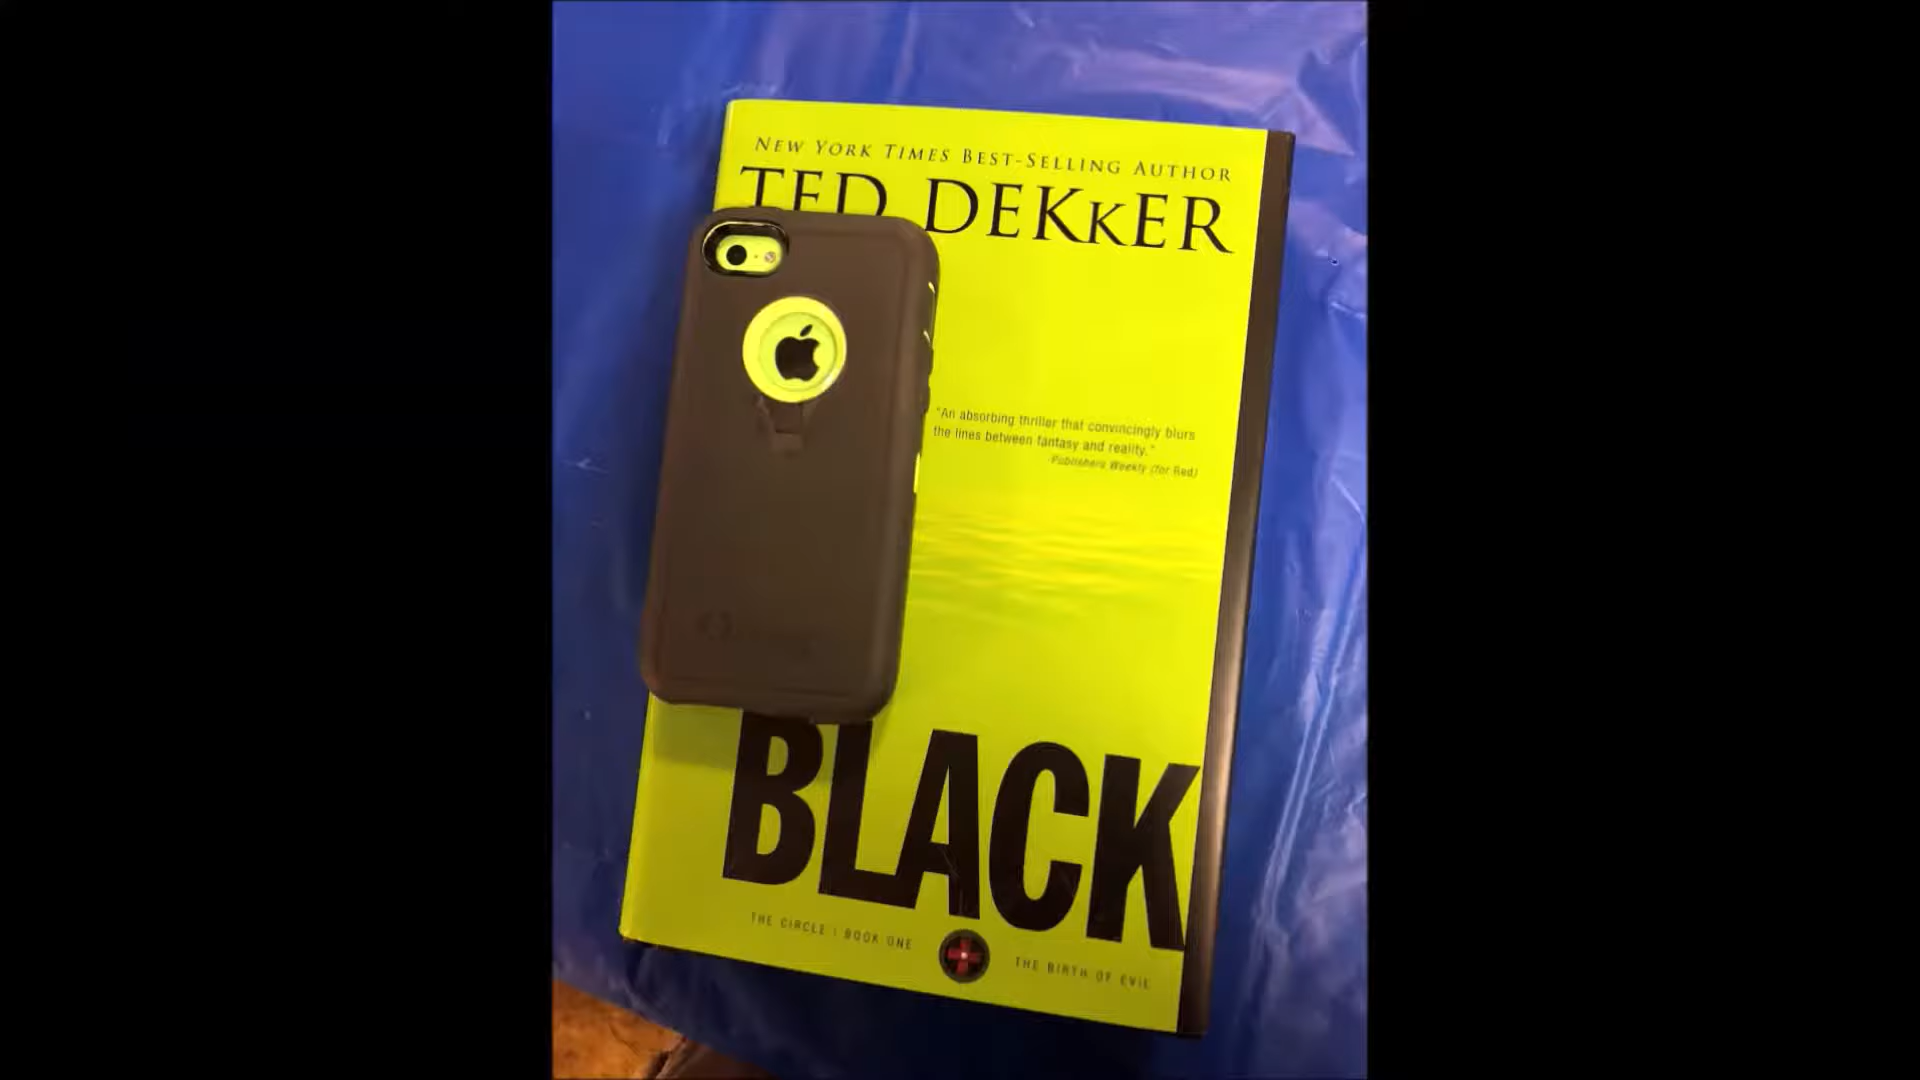 NEW YORK TIMES BEST-SELLING AUTHOR
TED DEKKER
"An absorbing thriller that convincingly blurs
the lines between fantasy and reality."
-Publishers Weekly (for Red)
BLACK
THE CIRCLE | BOOK ONE
THE BIRTH OF EVIL